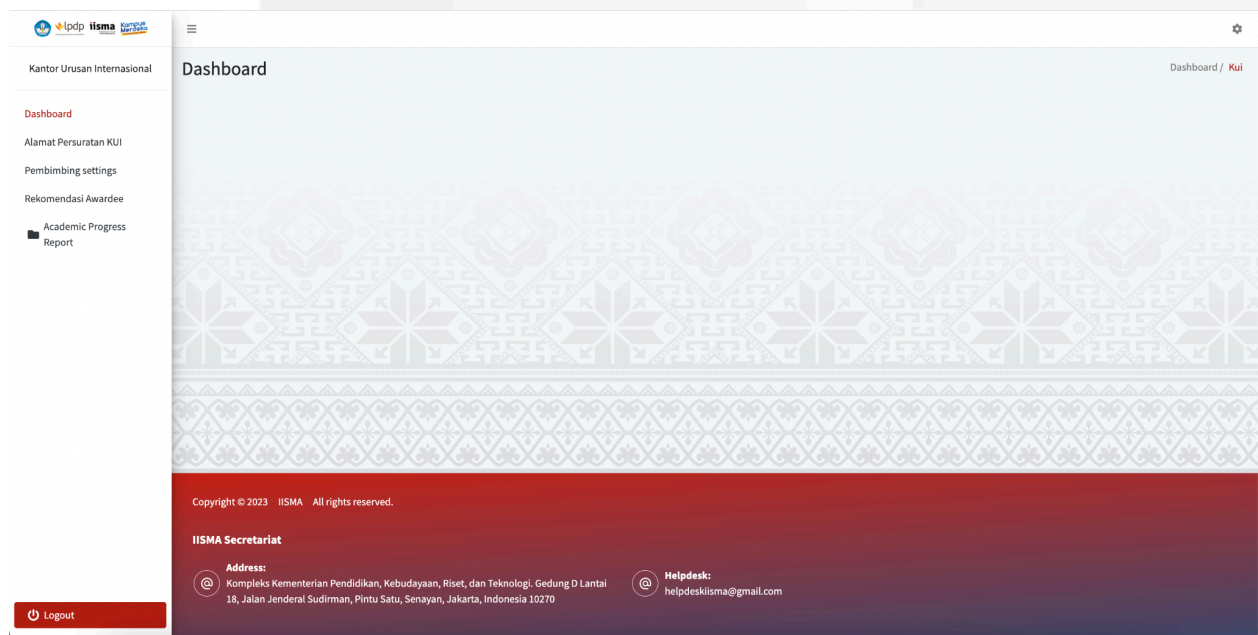 lpdp iisma Kampus
Merdeka
Kantor Urusan Internasional
Dashboard
Alamat Persuratan KUI
Pembimbing settings
Rekomendasi Awardee
Academic Progress
Report
Logout
Dashboard
Dashboard / Kui
Copyright © 2023 IISMA All rights reserved.
IISMA Secretariat
Address:
Kompleks Kementerian Pendidikan, Kebudayaan, Riset, dan Teknologi. Gedung D Lantai
18, Jalan Jenderal Sudirman, Pintu Satu, Senayan, Jakarta, Indonesia 10270
Helpdesk:
helpdeskiisma@gmail.com